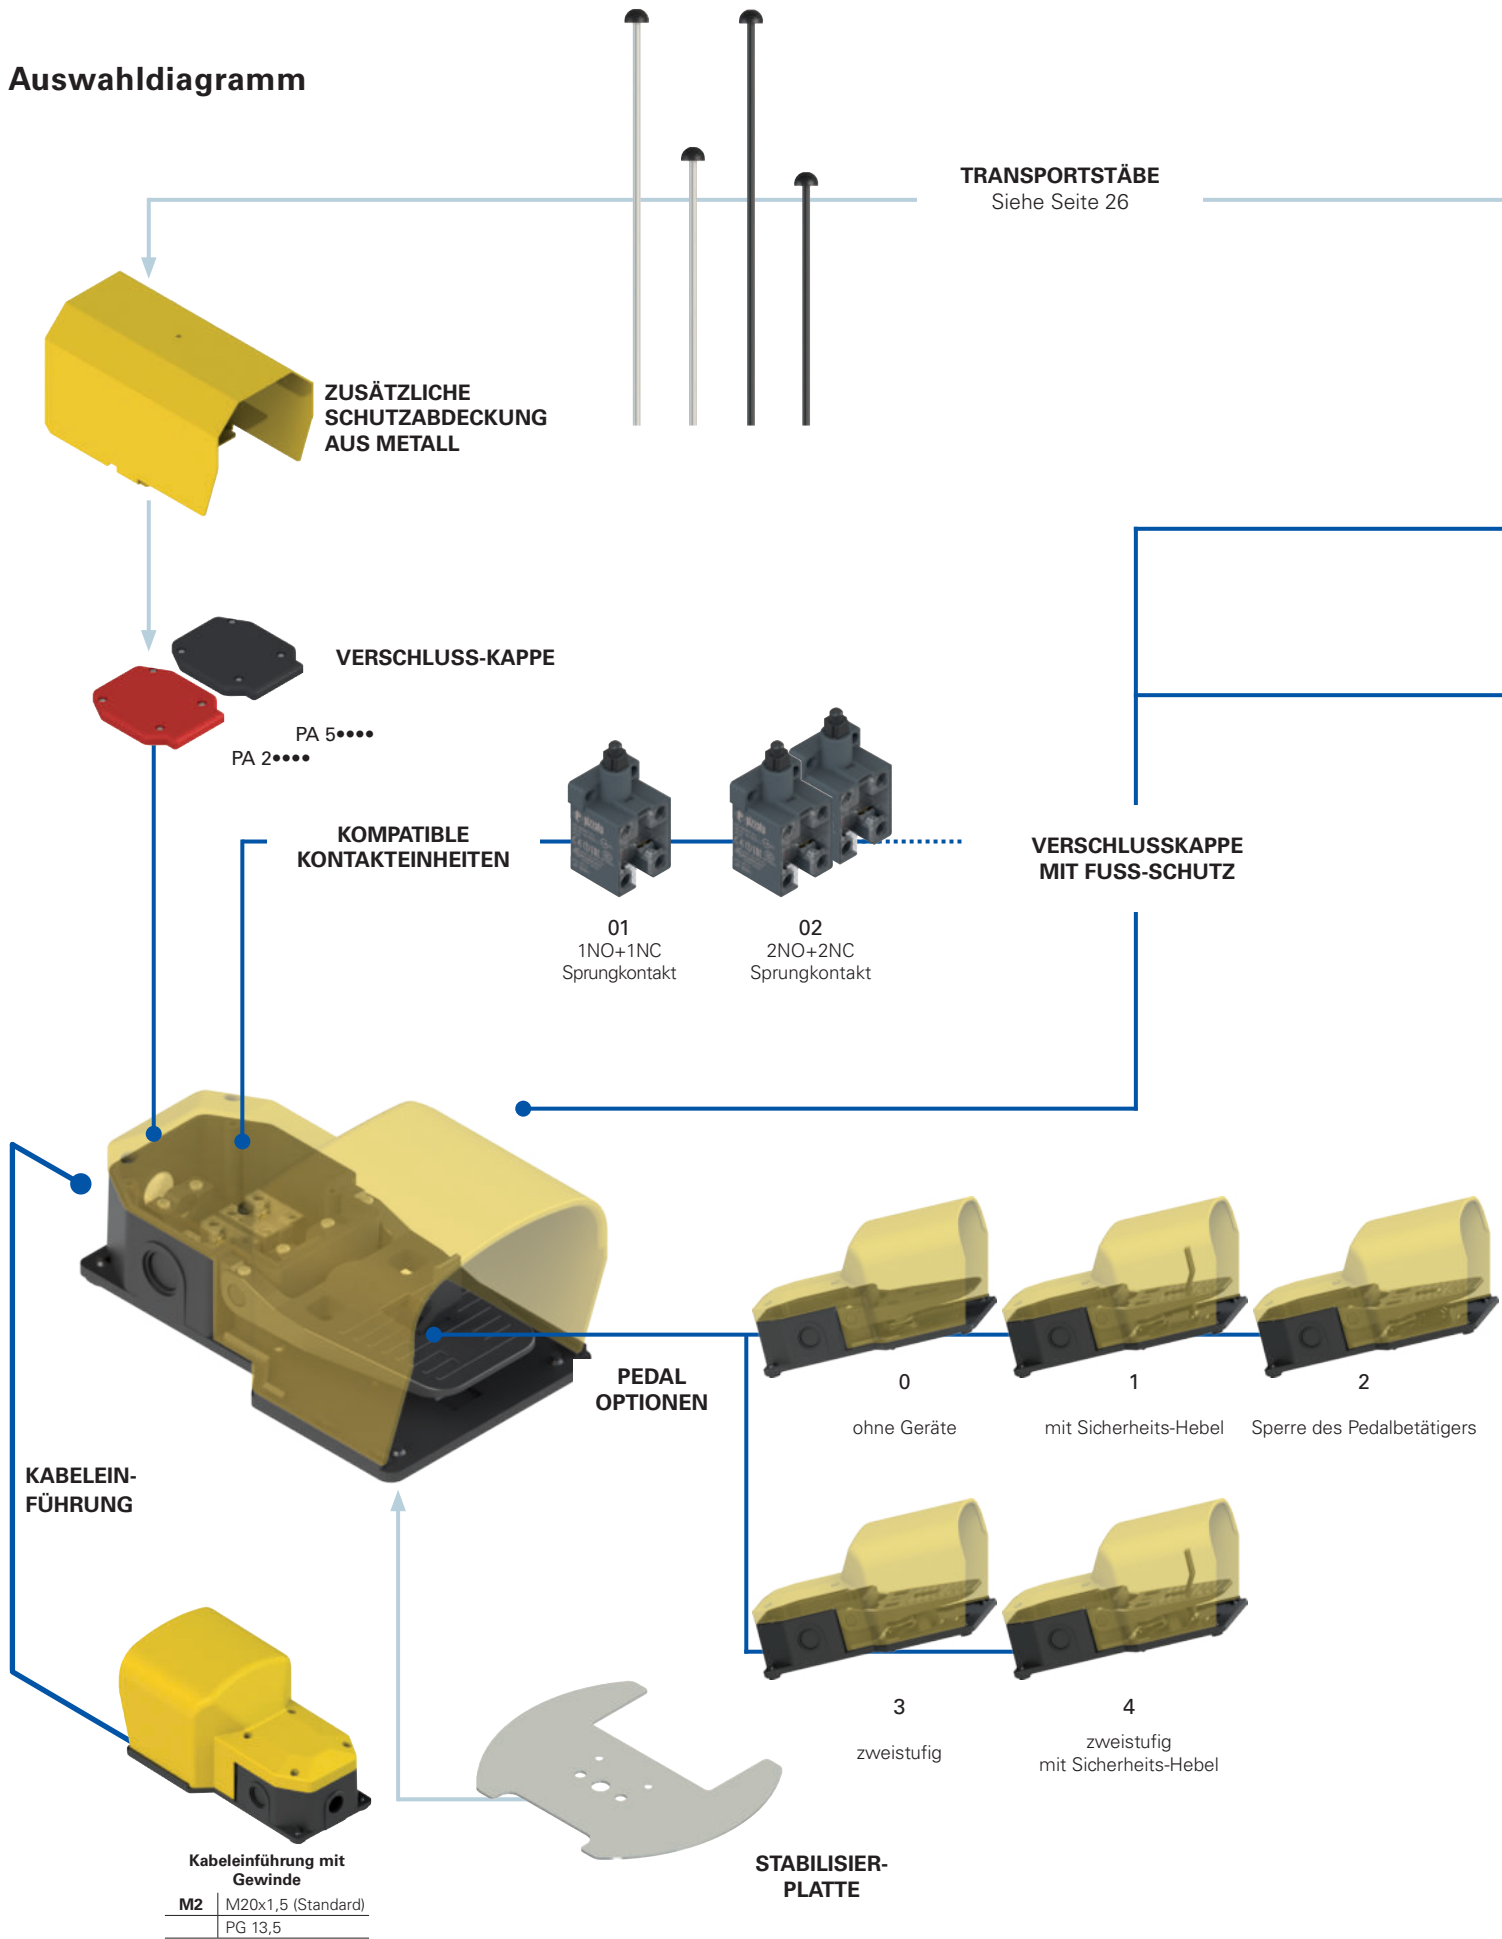 Auswahldiagramm
TRANSPORTSTÄBE
Siehe Seite 26
ZUSÄTZLICHE
SCHUTZABDECKUNG
AUS METALL
VERSCHLUSS-KAPPE
PA 5••••
PA 2••••
KOMPATIBLE
KONTAKTEINHEITEN
01
1NO+1NC
Sprungkontakt
02
2NO+2NC
Sprungkontakt
VERSCHLUSSKAPPE
MIT FUSS-SCHUTZ
PEDAL
OPTIONEN
0
ohne Geräte
1
mit Sicherheits-Hebel
2
Sperre des Pedalbetätigers
3
zweistufig
4
zweistufig
mit Sicherheits-Hebel
KABELEIN-
FÜHRUNG
Kabeleinführung mit
Gewinde
M2 M20x1,5 (Standard)
PG 13,5
STABILISIER-
PLATTE